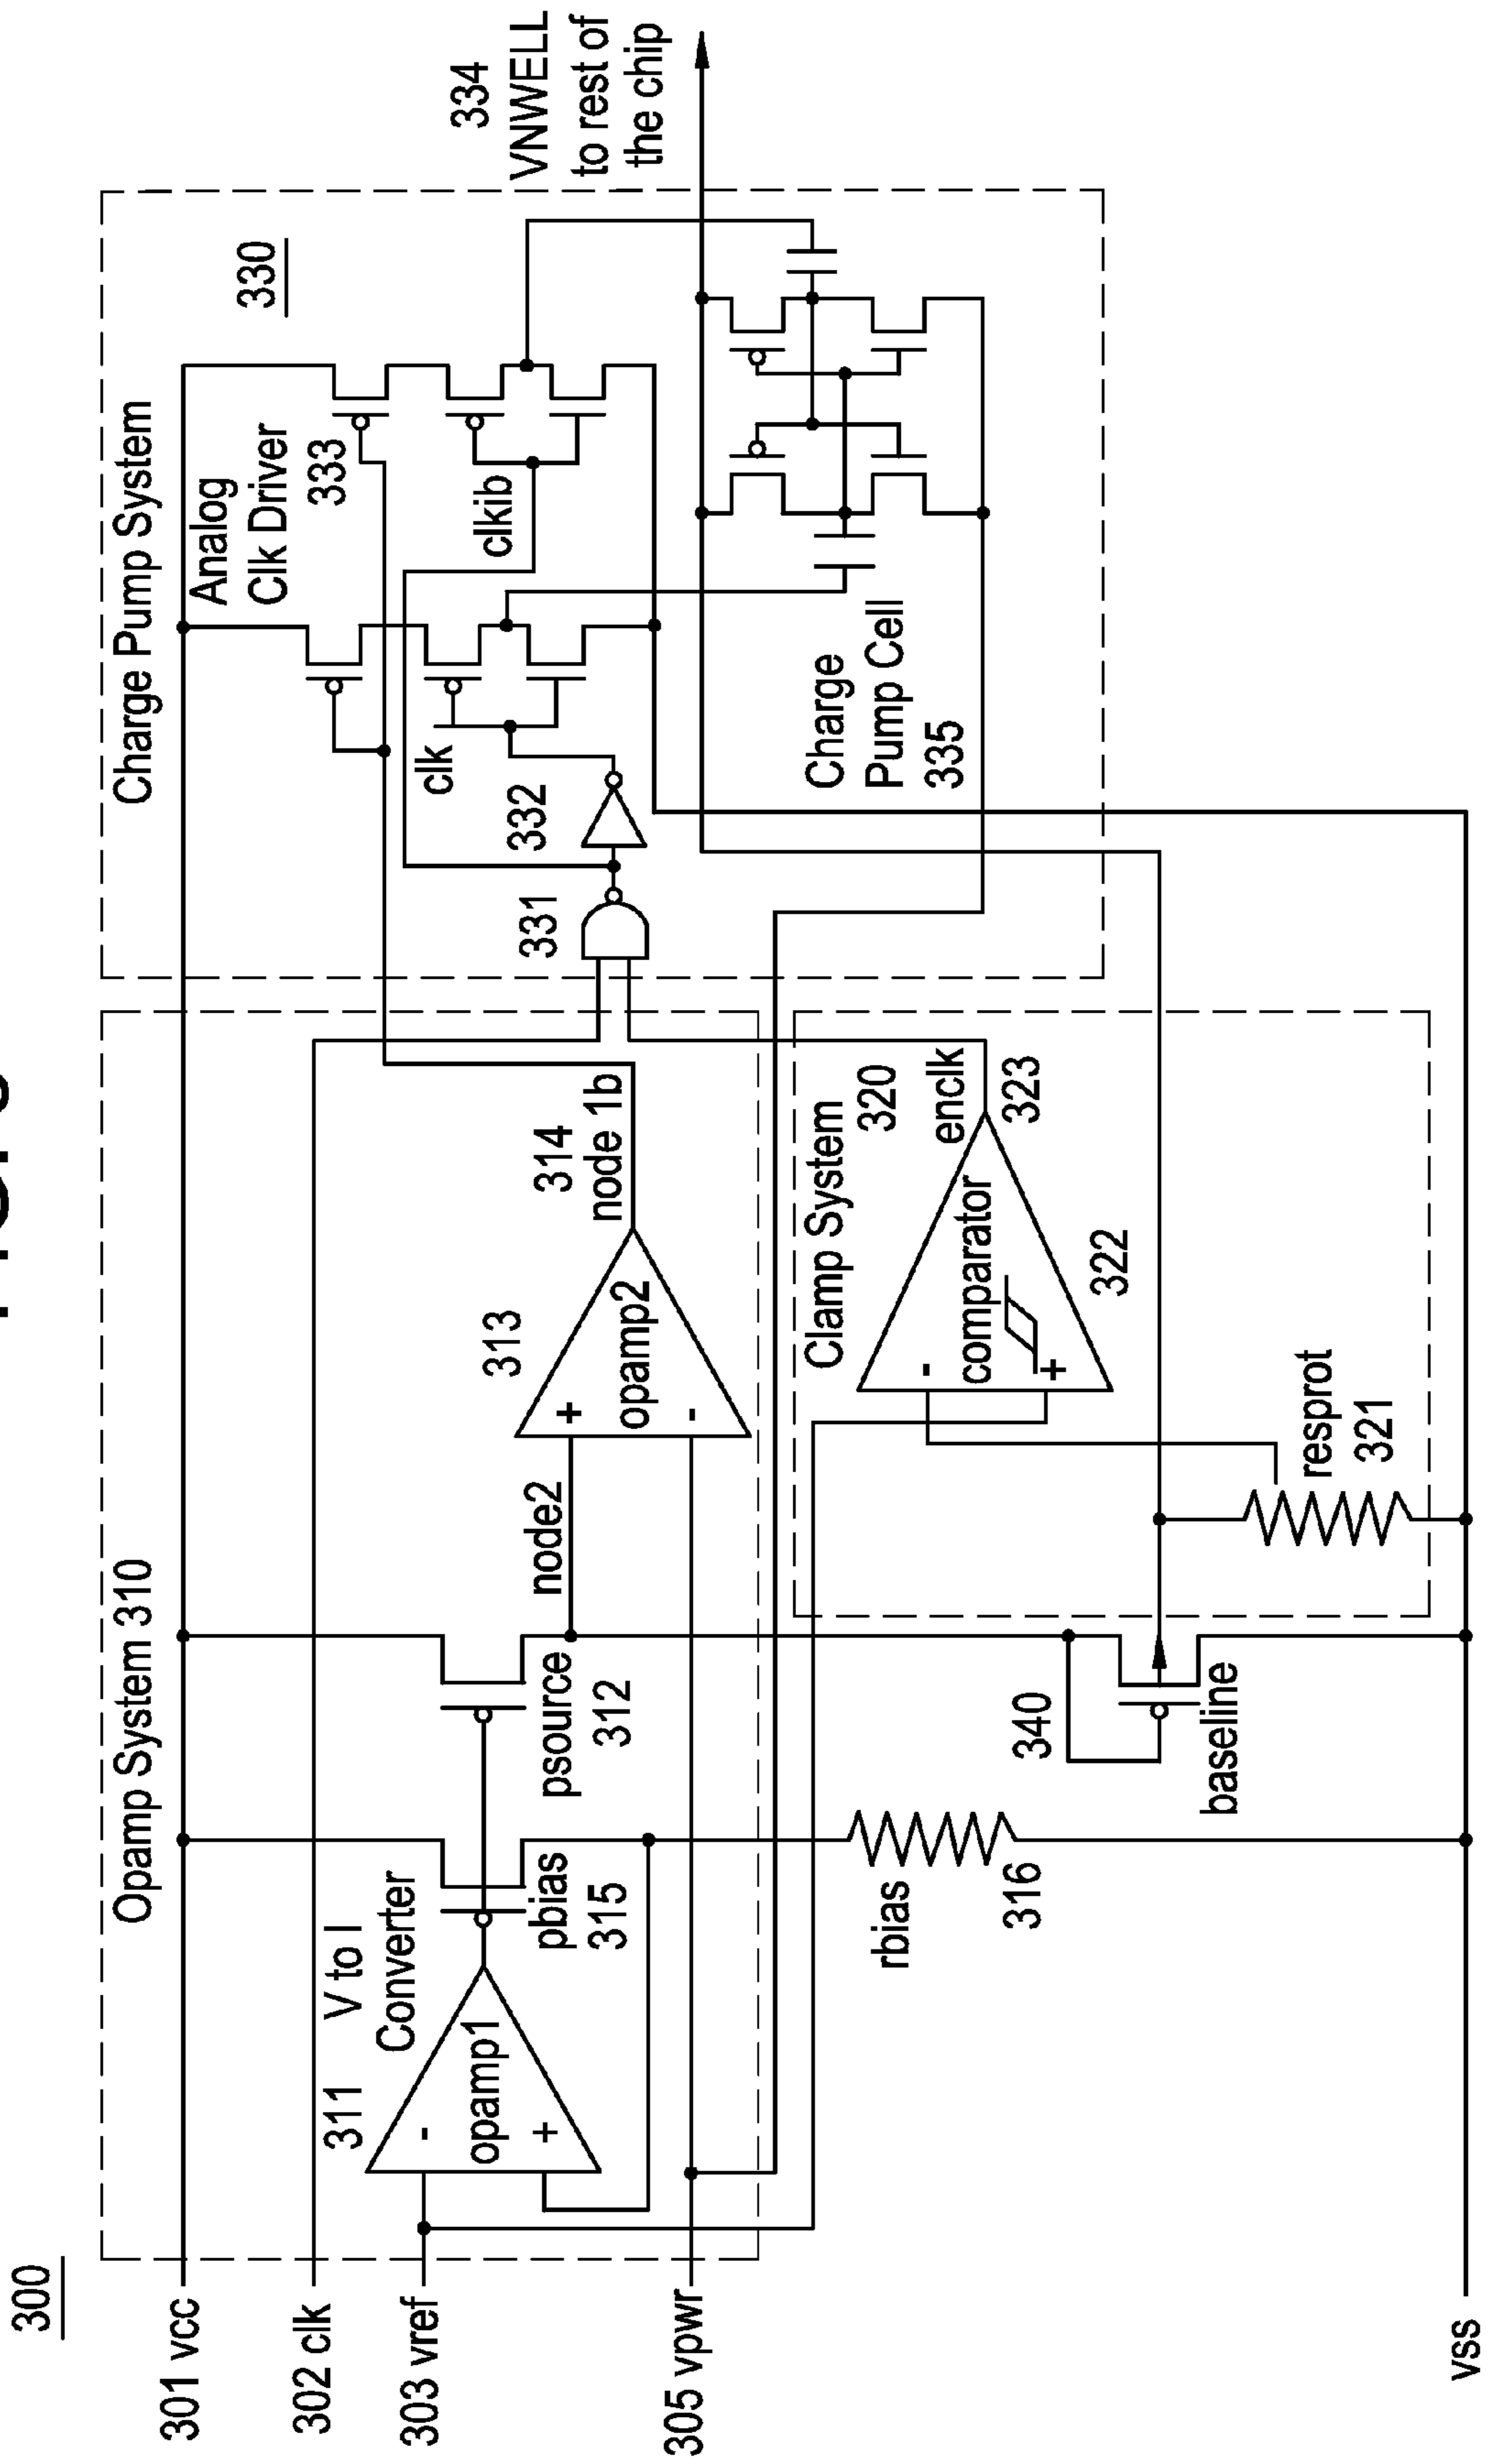 300
Opamp System 310
Charge Pump System
330
301 vcc
302 clk
303 vref
305 vpwr
vss
311
V to I
Converter
opamp1
-
+
pbias
315
psource
312
node2
313
+
opamp2
-
314
node 1b
rbias
316
340
baseline
Clamp System
320
enclk
323
-
comparator
+
322
resprot
321
331
332
clk
Analog
Clk Driver
333
clkib
Charge
Pump Cell
335
334
VNWELL
to rest of
the chip